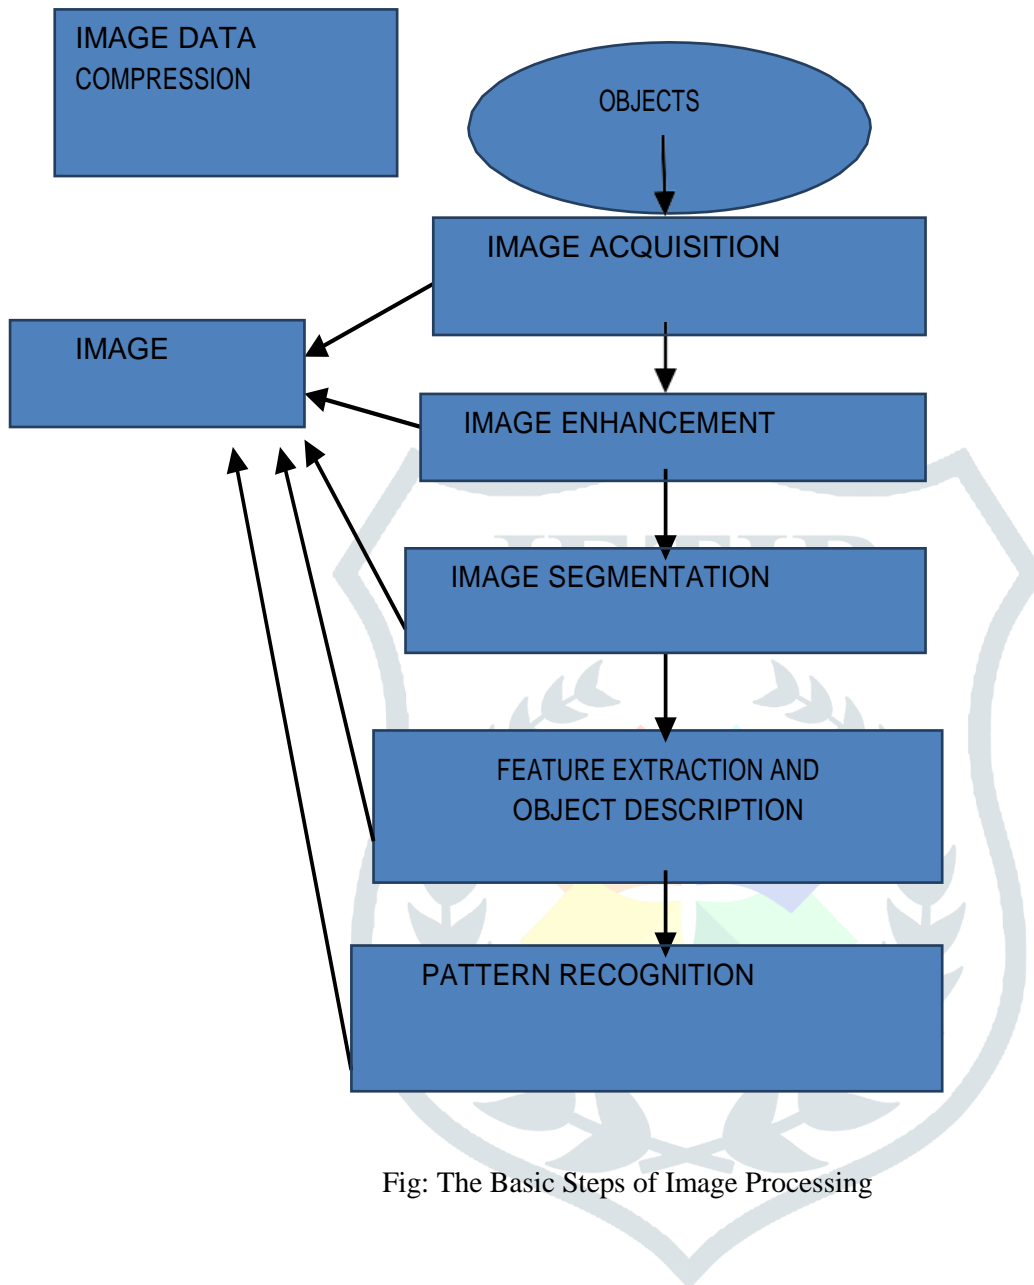 IMAGE DATA
COMPRESSION
OBJECTS
IMAGE ACQUISITION
IMAGE
IMAGE ENHANCEMENT
IMAGE SEGMENTATION
FEATURE EXTRACTION AND
OBJECT DESCRIPTION
PATTERN RECOGNITION
Fig: The Basic Steps of Image Processing